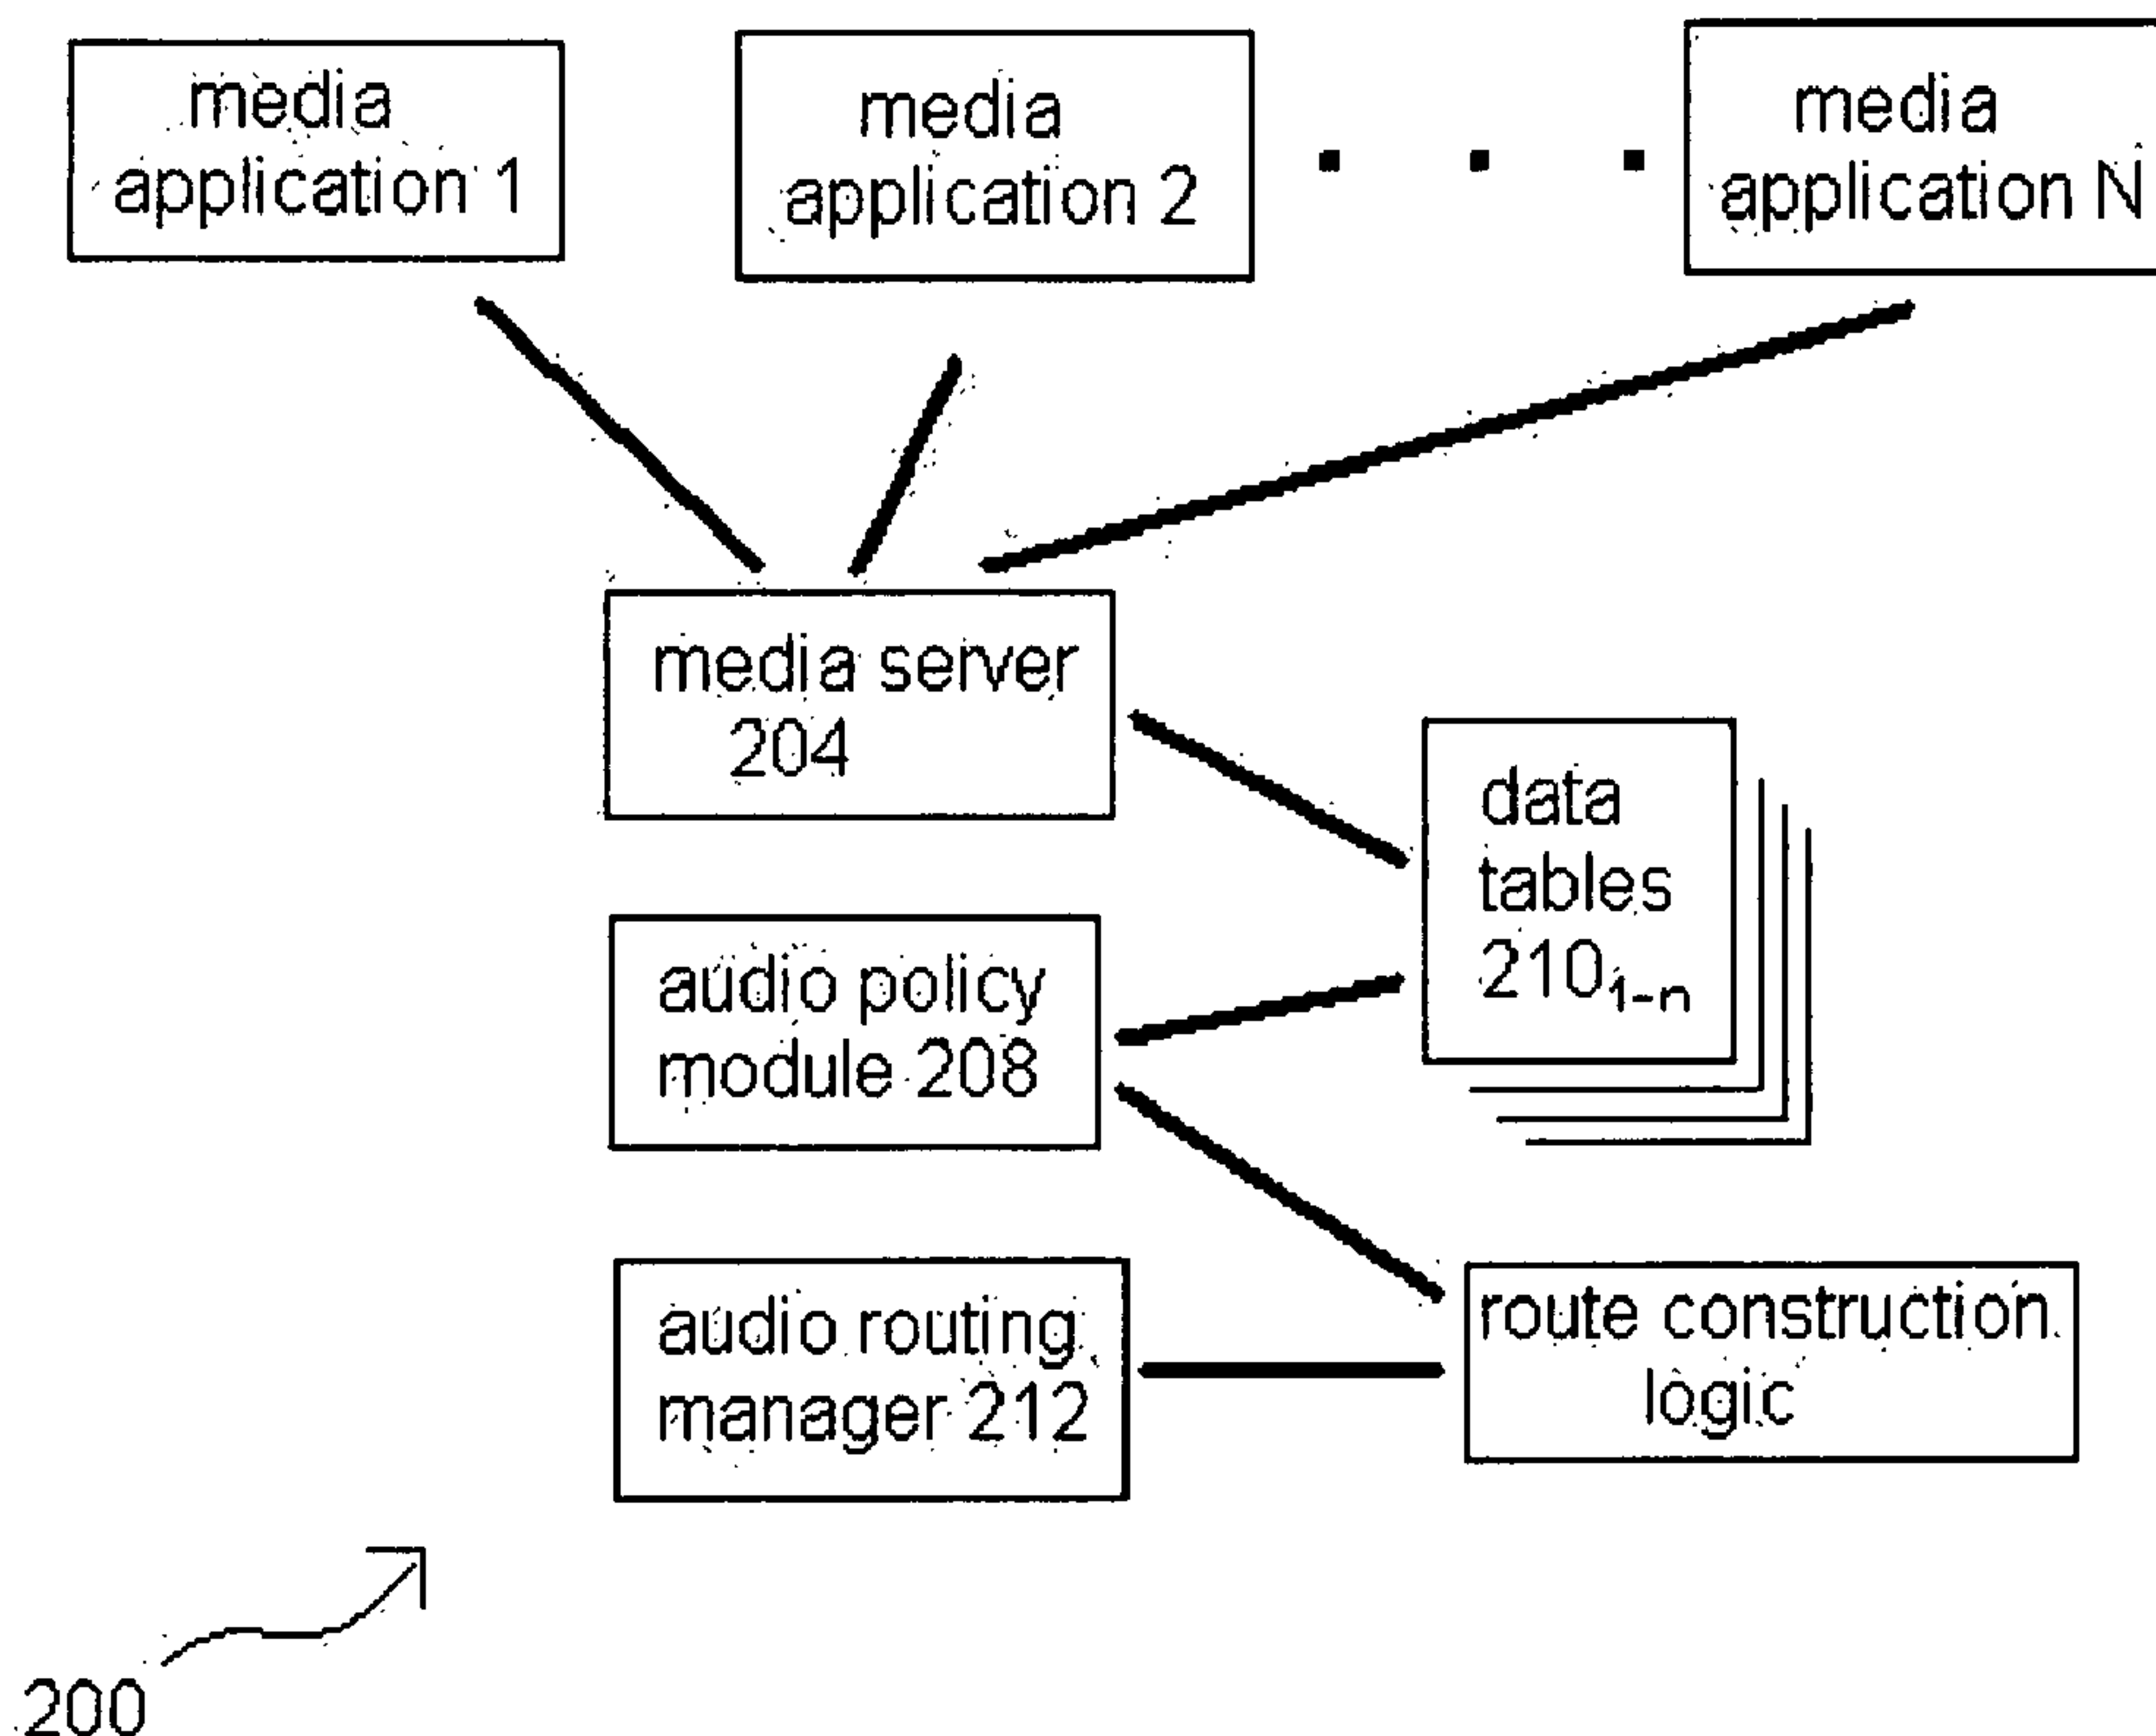 media
application 1
media
application 2
media
application N
media server
204
data
tables
210₁₋ₙ
audio policy
module 208
audio routing
manager 212
route construction
logic
200